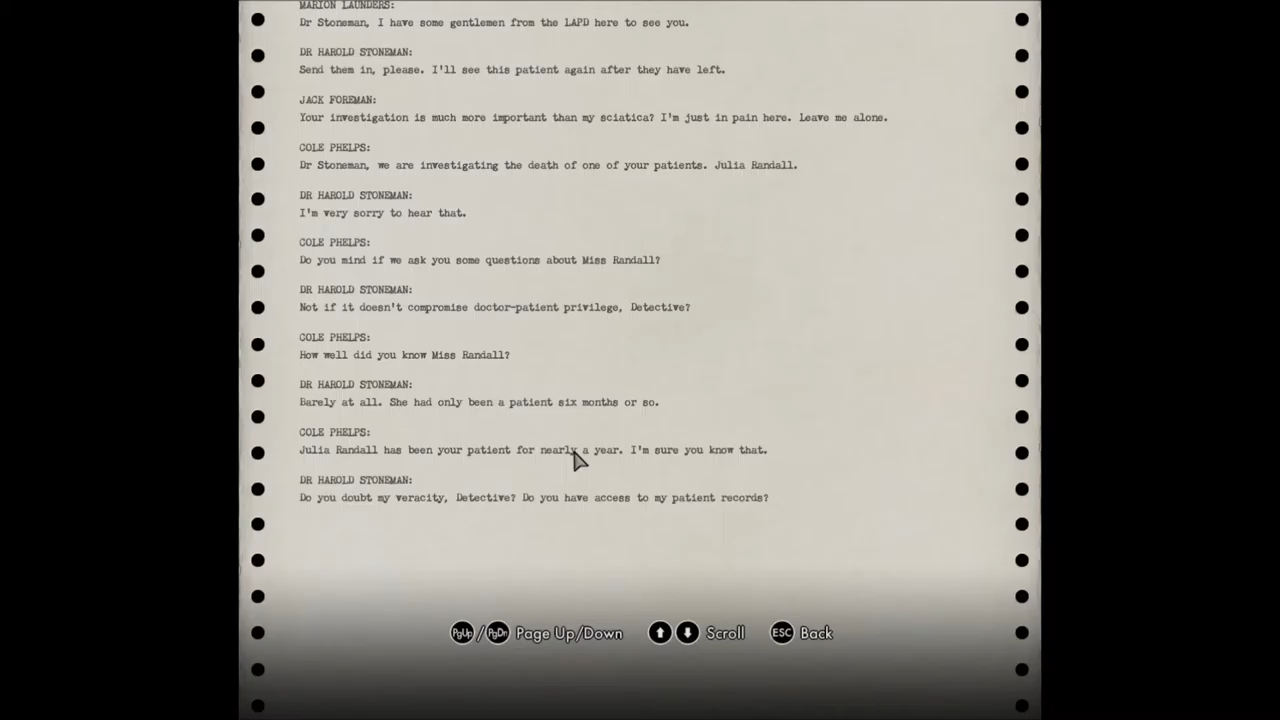 MARION LAUNDERS:
Dr Stoneman, I have some gentlemen from the LAPD here to see you.
DR HAROLD STONEMAN:
Send them in, please. I'll see this patient again after they have left.
JACK FOREMAN:
Your investigation is much more important than my sciatica? I'm just in pain here. Leave me alone.
COLE PHELPS:
Dr Stoneman, we are investigating the death of one of your patients. Julia Randall.
DR HAROLD STONEMAN:
I'm very sorry to hear that.
COLE PHELPS:
Do you mind if we ask you some questions about Miss Randall?
DR HAROLD STONEMAN:
Not if it doesn't compromise doctor-patient privilege, Detective?
COLE PHELPS:
How well did you know Miss Randall?
DR HAROLD STONEMAN:
Barely at all. She had only been a patient six months or so.
COLE PHELPS:
Julia Randall has been your patient for nearly a year. I'm sure you know that.
DR HAROLD STONEMAN:
Do you doubt my veracity, Detective? Do you have access to my patient records?
PgUp / PgDn Page Up/Down Scroll ESC Back